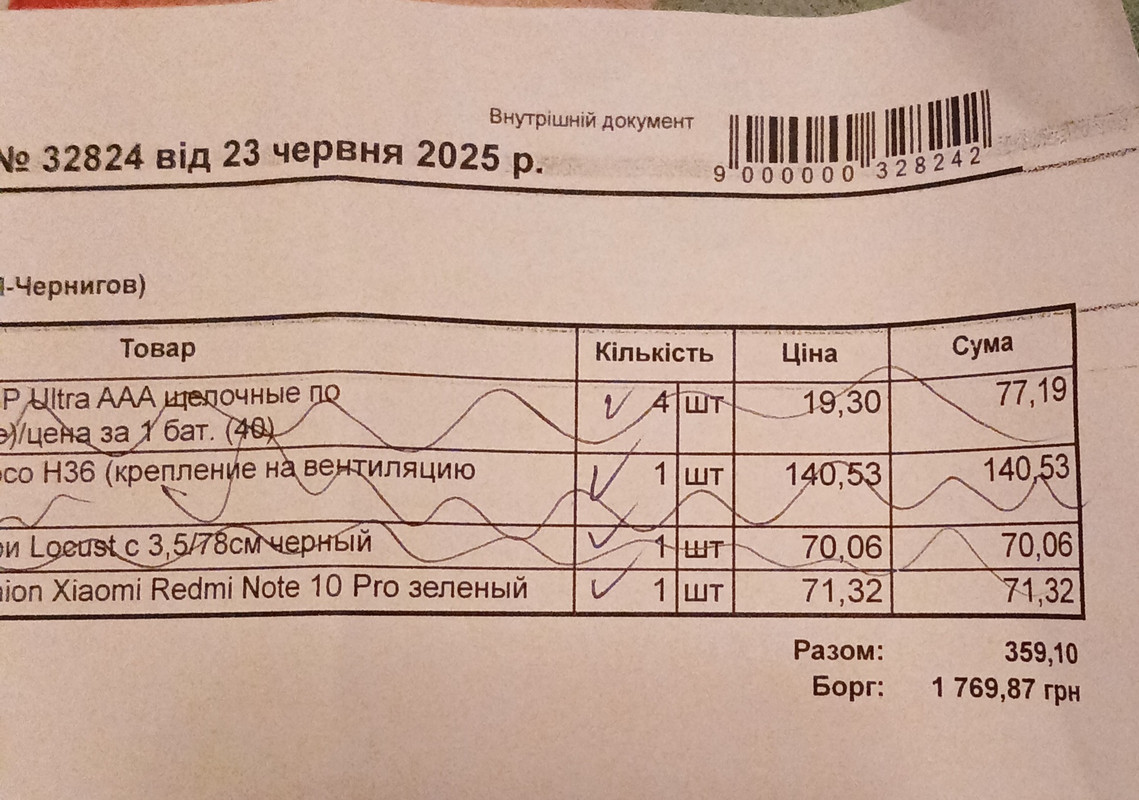 Внутрішній документ
№ 32824 від 23 червня 2025 р.
9 000000 328242
-Чернигов)
Товар Кількість Ціна Сума
P Ultra AAA щелочные по 4 шт 19,30 77,19
)/цена за 1 бат. (40)
осо H36 (крепление на вентиляцию 1 шт 140,53 140,53
ри Locust с 3,5/78см черный 1 шт 70,06 70,06
hion Xiaomi Redmi Note 10 Pro зеленый 1 шт 71,32 71,32
Разом: 359,10
Борг: 1 769,87 грн